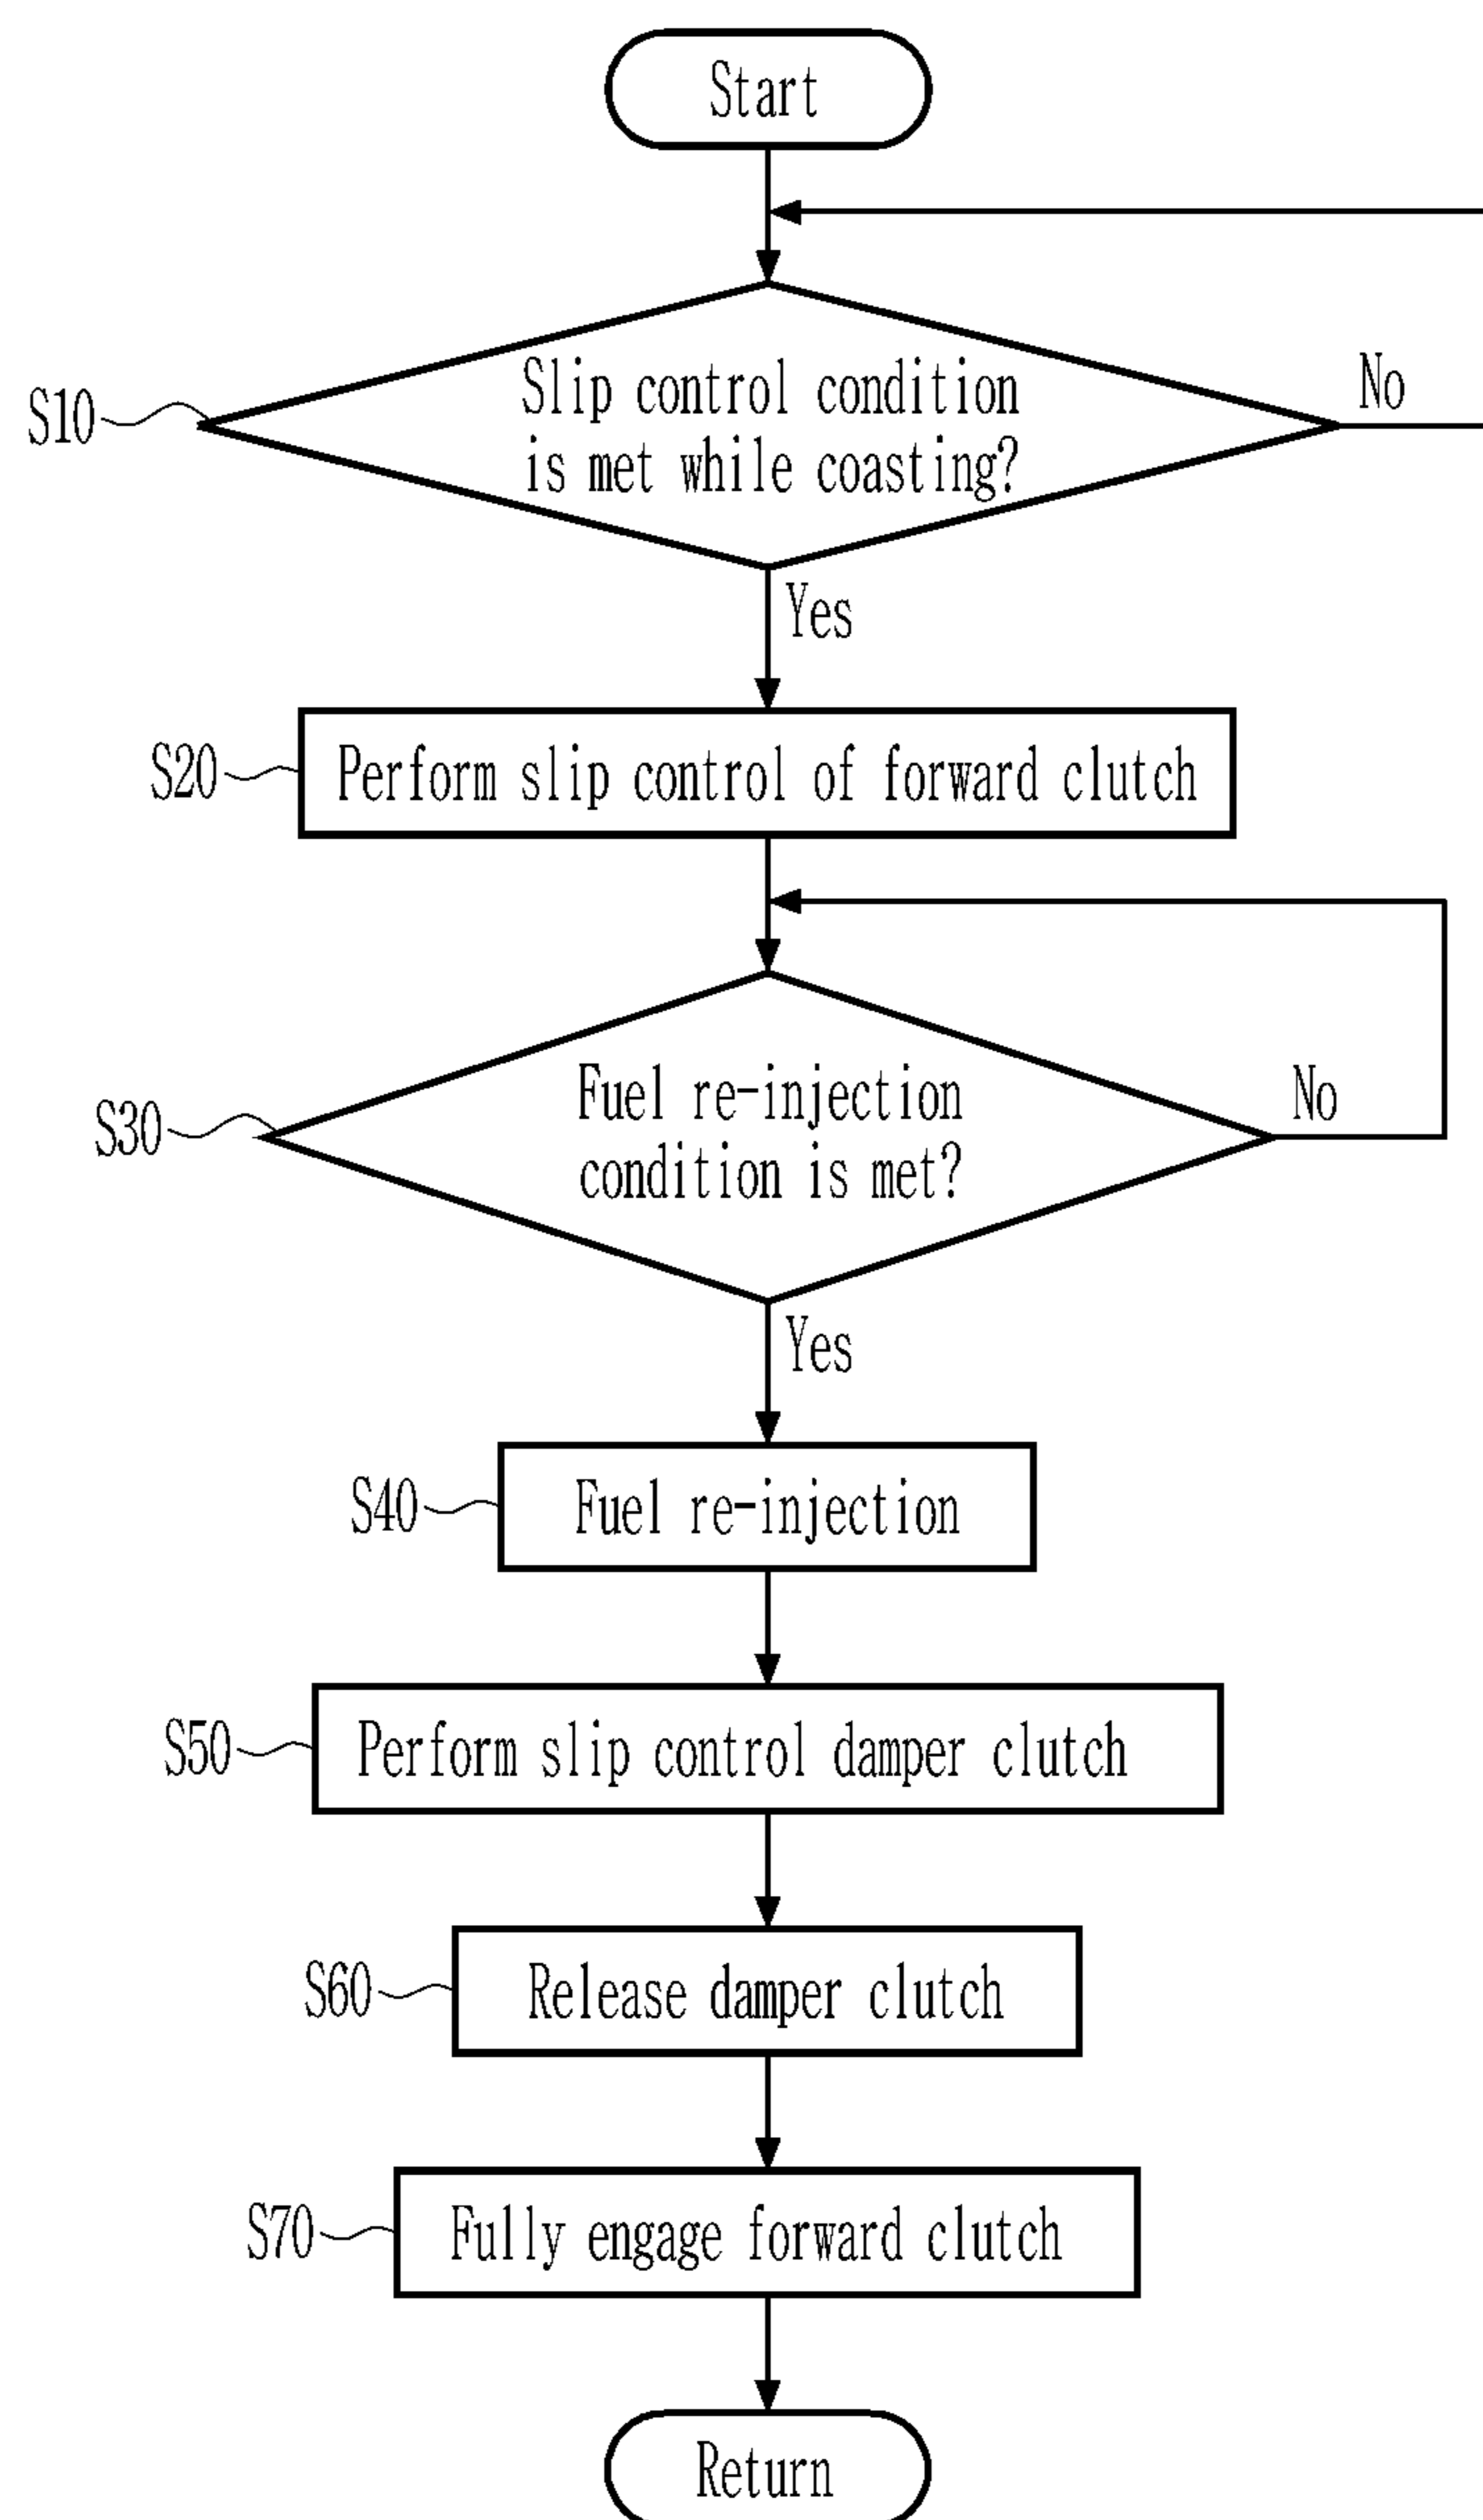 Start
Slip control condition
is met while coasting?
S10
No
Yes
S20
Perform slip control of forward clutch
Fuel re-injection
condition is met?
S30
No
Yes
S40
Fuel re-injection
S50
Perform slip control damper clutch
S60
Release damper clutch
S70
Fully engage forward clutch
Return